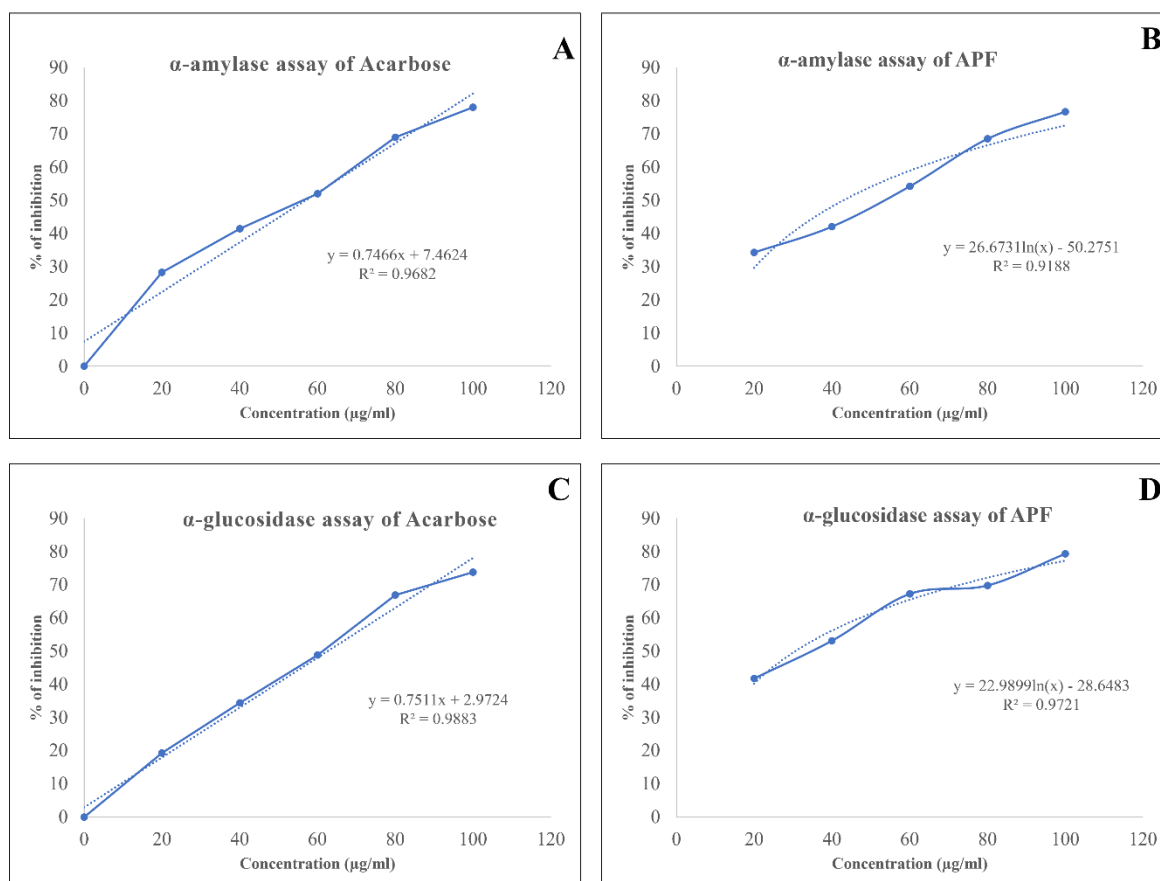 A
α-amylase assay of Acarbose
90
80
70
60
50
40
30
20
10
0
% of inhibition
y = 0.7466x + 7.4624
R² = 0.9682
0 20 40 60 80 100 120
Concentration (µg/ml)
B
α-amylase assay of APF
90
80
70
60
50
40
30
20
10
0
% of inhibition
y = 26.6731ln(x) - 50.2751
R² = 0.9188
0 20 40 60 80 100 120
Concentration (µg/ml)
C
α-glucosidase assay of Acarbose
90
80
70
60
50
40
30
20
10
0
% of inhibition
y = 0.7511x + 2.9724
R² = 0.9883
0 20 40 60 80 100 120
Concentration (µg/ml)
D
α-glucosidase assay of APF
90
80
70
60
50
40
30
20
10
0
% of inhibition
y = 22.9899ln(x) - 28.6483
R² = 0.9721
0 20 40 60 80 100 120
Concentration (µg/ml)